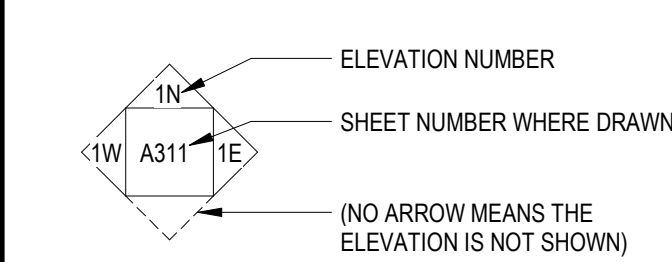 ELEVATION NUMBER
1N
SHEET NUMBER WHERE DRAWN
1W A311 1E
(NO ARROW MEANS THE
ELEVATION IS NOT SHOWN)